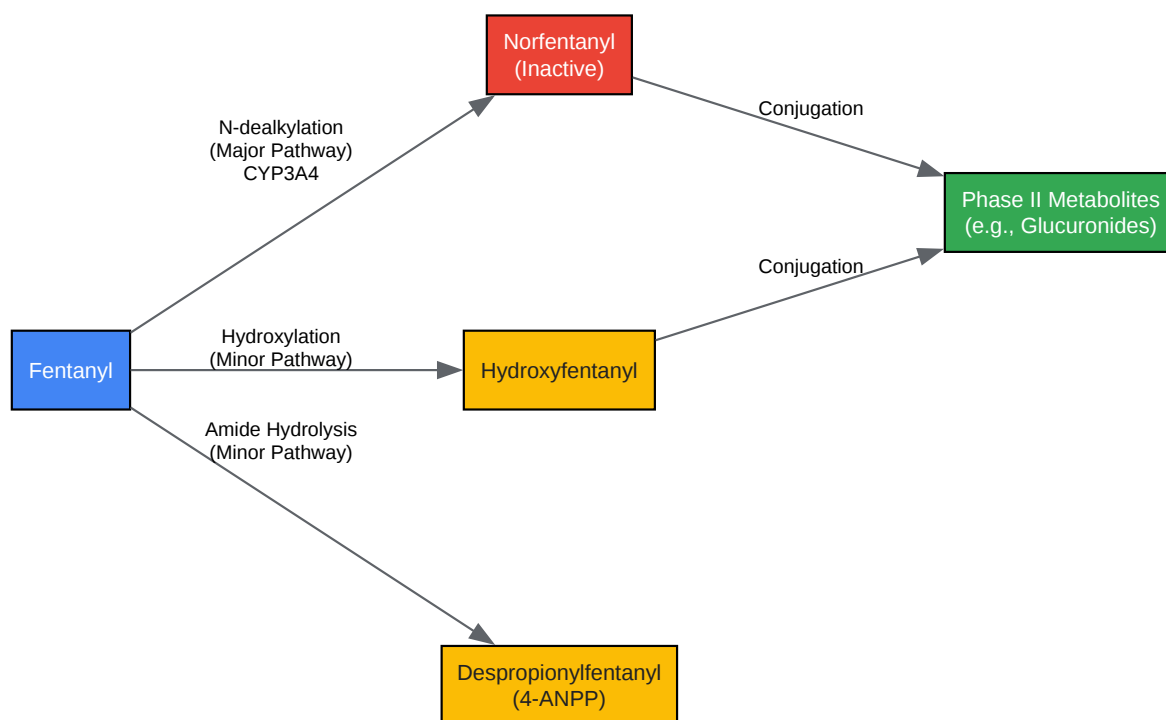 Norfentanyl
(Inactive)
N-dealkylation
(Major Pathway)
CYP3A4
Conjugation
Phase II Metabolites
(e.g., Glucuronides)
Conjugation
Fentanyl
Hydroxylation
(Minor Pathway)
Hydroxyfentanyl
Amide Hydrolysis
(Minor Pathway)
Despropionylfentanyl
(4-ANPP)